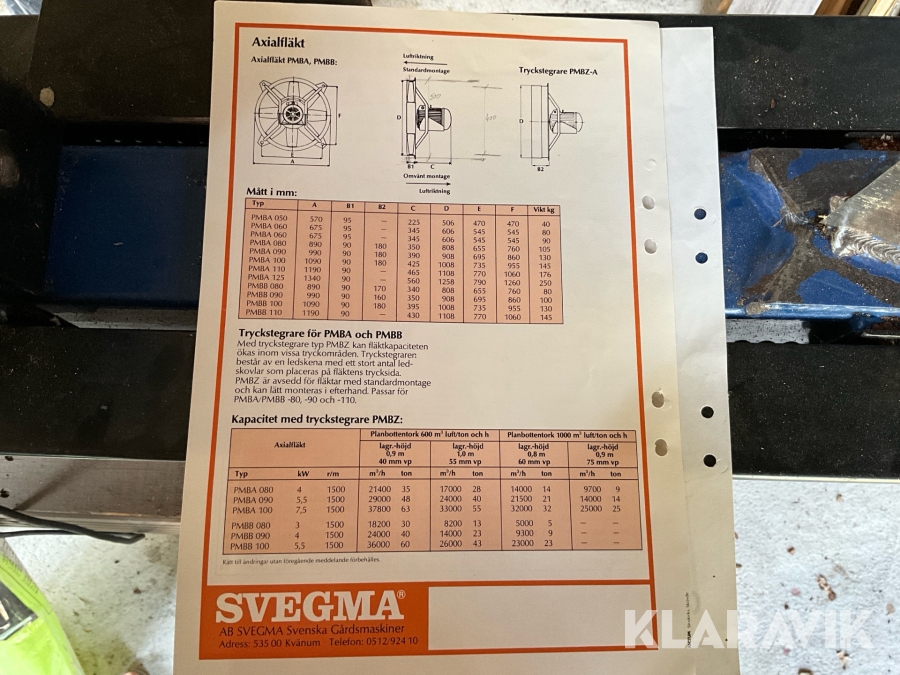 Axialfläkt
Axialfläkt PMBA, PMBB:
Luftriktning
Standardmontage
Tryckstegrare PMBZ-A
F
A
D
B1 C
D
B2
Omvänt montage
Luftriktning
Mått i mm:
Typ A B1 B2 C D E F Vikt kg
PMBA 050 570 95 — 225 506 470 470 40
PMBA 060 675 95 — 345 606 545 545 80
PMBA 060 675 95 — 345 606 545 545 90
PMBA 080 890 90 180 350 808 655 760 105
PMBA 090 990 90 180 390 908 695 860 130
PMBA 100 1090 90 180 425 1008 735 955 145
PMBA 110 1190 90 — 465 1108 770 1060 176
PMBA 125 1340 90 — 560 1258 790 1260 250
PMBB 080 890 90 170 340 808 655 760 80
PMBB 090 990 90 160 350 908 695 860 100
PMBB 100 1090 90 180 395 1008 735 955 130
PMBB 110 1190 90 — 430 1108 770 1060 145
Tryckstegrare för PMBA och PMBB
Med tryckstegrare typ PMBZ kan fläktkapaciteten
ökas inom vissa tryckområden. Tryckstegraren
består av en ledskena med ett stort antal led-
skovlar som placeras på fläktens trycksida.
PMBZ är avsedd för fläktar med standardmontage
och kan lätt monteras i efterhand. Passar för
PMBA/PMBB -80, -90 och -110.
Kapacitet med tryckstegrare PMBZ:
Axialfläkt Planbottentork 600 m³ luft/ton och h Planbottentork 1000 m³ luft/ton och h
lagr.-höjd lagr.-höjd lagr.-höjd lagr.-höjd
0,9 m 1,0 m 0,8 m 0,9 m
40 mm vp 55 mm vp 60 mm vp 75 mm vp
Typ kW r/m m³/h ton m³/h ton m³/h ton m³/h ton
PMBA 080 4 1500 21400 35 17000 28 14000 14 9700 9
PMBA 090 5,5 1500 29000 48 24000 40 21500 21 14000 14
PMBA 100 7,5 1500 37800 63 33000 55 32000 32 25000 25
PMBB 080 3 1500 18200 30 8200 13 5000 5 — —
PMBB 090 4 1500 24000 40 14000 23 9300 9 — —
PMBB 100 5,5 1500 36000 60 26000 43 23000 23 — —
Rätt till ändringar utan föregående meddelande förbehålles.
SVEGMA®
AB SVEGMA Svenska Gårdsmaskiner
Adress: 535 00 Kvänum Telefon: 0512/924 10
KLARAVIK